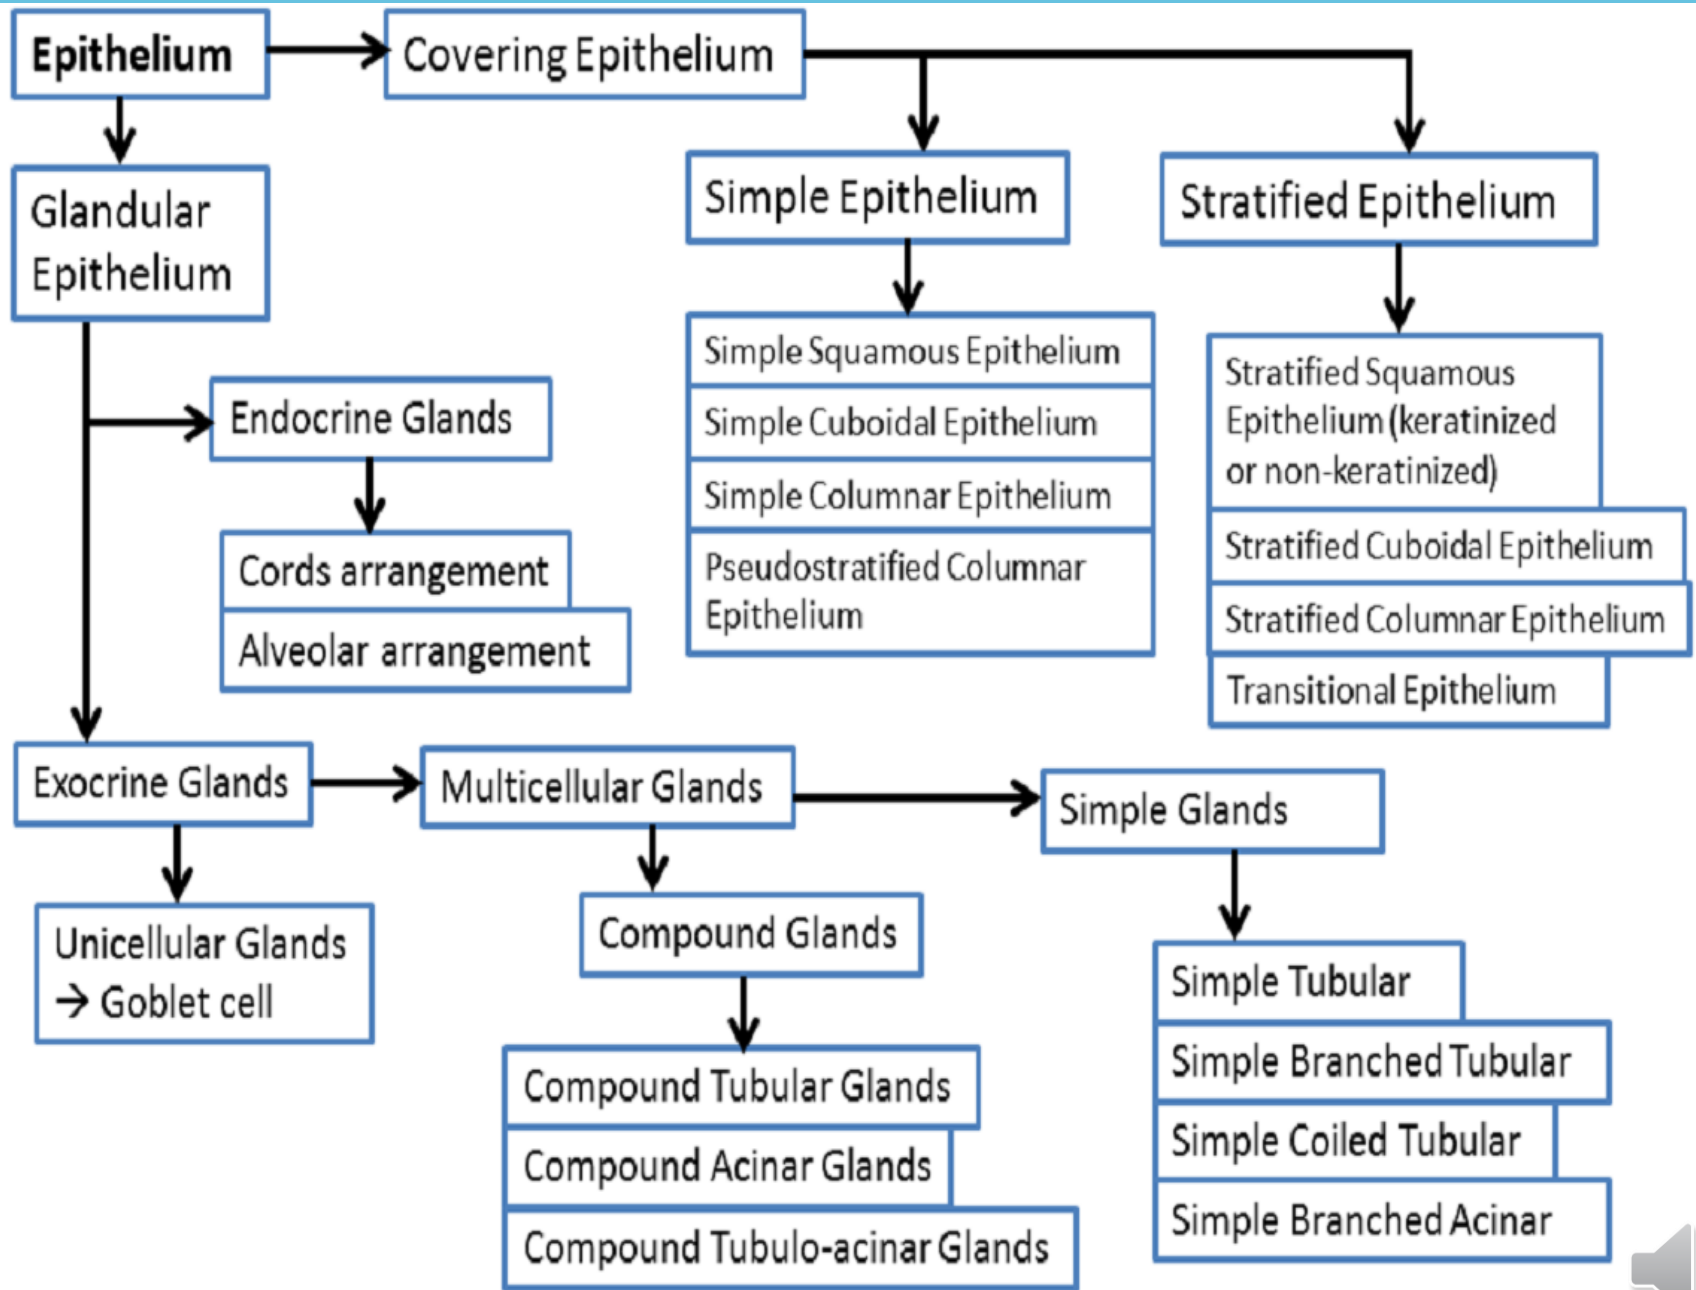 Epithelium
Covering Epithelium
Glandular
Epithelium
Simple Epithelium
Stratified Epithelium
Simple Squamous Epithelium
Simple Cuboidal Epithelium
Simple Columnar Epithelium
Pseudostratified Columnar
Epithelium
Stratified Squamous
Epithelium (keratinized
or non-keratinized)
Stratified Cuboidal Epithelium
Stratified Columnar Epithelium
Transitional Epithelium
Endocrine Glands
Cords arrangement
Alveolar arrangement
Exocrine Glands
Multicellular Glands
Simple Glands
Unicellular Glands
→ Goblet cell
Compound Glands
Compound Tubular Glands
Compound Acinar Glands
Compound Tubulo-acinar Glands
Simple Tubular
Simple Branched Tubular
Simple Coiled Tubular
Simple Branched Acinar